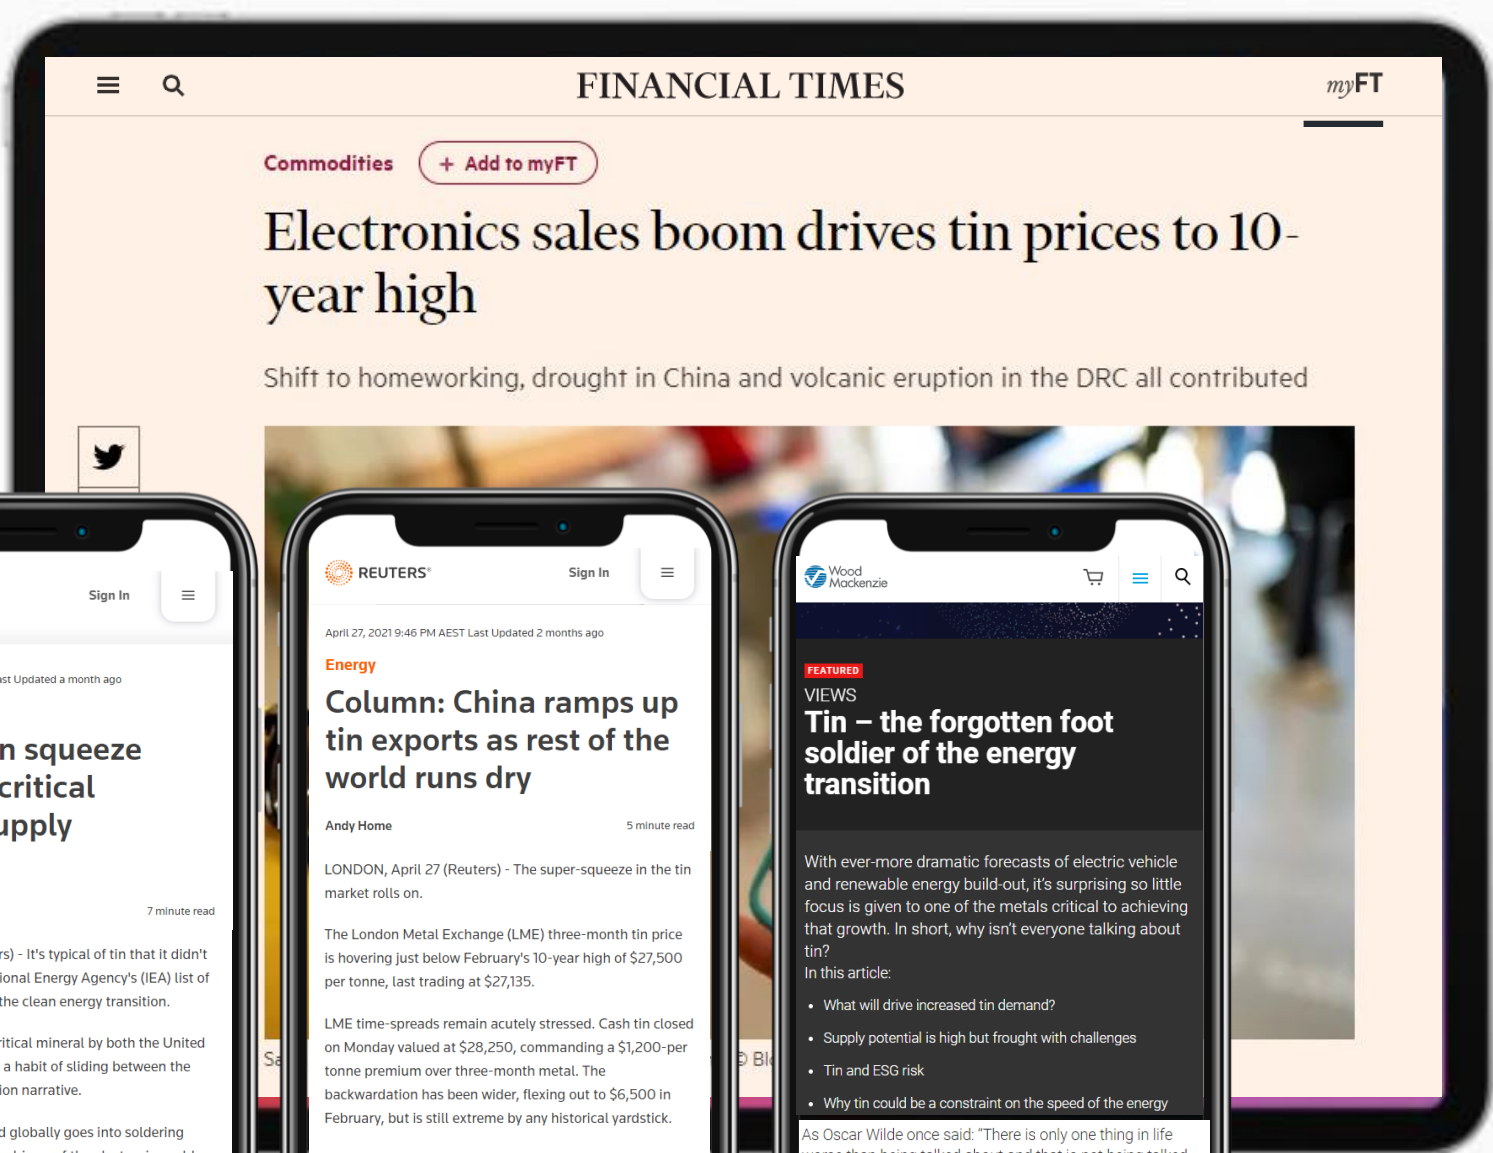 FINANCIAL TIMES
myFT
Commodities
+ Add to myFT
Electronics sales boom drives tin prices to 10-
year high
Shift to homeworking, drought in China and volcanic eruption in the DRC all contributed
Sign In
Updated a month ago
squeeze
critical
7 minute read
- It's typical of tin that it didn't
Energy Agency's (IEA) list of
the clean energy transition.
mineral by both the United
a habit of sliding between the
narrative.
globally goes into soldering
REUTERS®
Sign In
April 27, 2021 9:46 PM AEST Last Updated 2 months ago
Energy
Column: China ramps up
tin exports as rest of the
world runs dry
Andy Home
5 minute read
LONDON, April 27 (Reuters) - The super-squeeze in the tin
market rolls on.
The London Metal Exchange (LME) three-month tin price
is hovering just below February's 10-year high of $27,500
per tonne, last trading at $27,135.
LME time-spreads remain acutely stressed. Cash tin closed
on Monday valued at $28,250, commanding a $1,200-per
tonne premium over three-month metal. The
backwardation has been wider, flexing out to $6,500 in
February, but is still extreme by any historical yardstick.
Wood
Mackenzie
FEATURED
VIEWS
Tin – the forgotten foot
soldier of the energy
transition
With ever-more dramatic forecasts of electric vehicle
and renewable energy build-out, it's surprising so little
focus is given to one of the metals critical to achieving
that growth. In short, why isn't everyone talking about
tin?
In this article:
• What will drive increased tin demand?
• Supply potential is high but fraught with challenges
• Tin and ESG risk
• Why tin could be a constraint on the speed of the energy
As Oscar Wilde once said: "There is only one thing in life